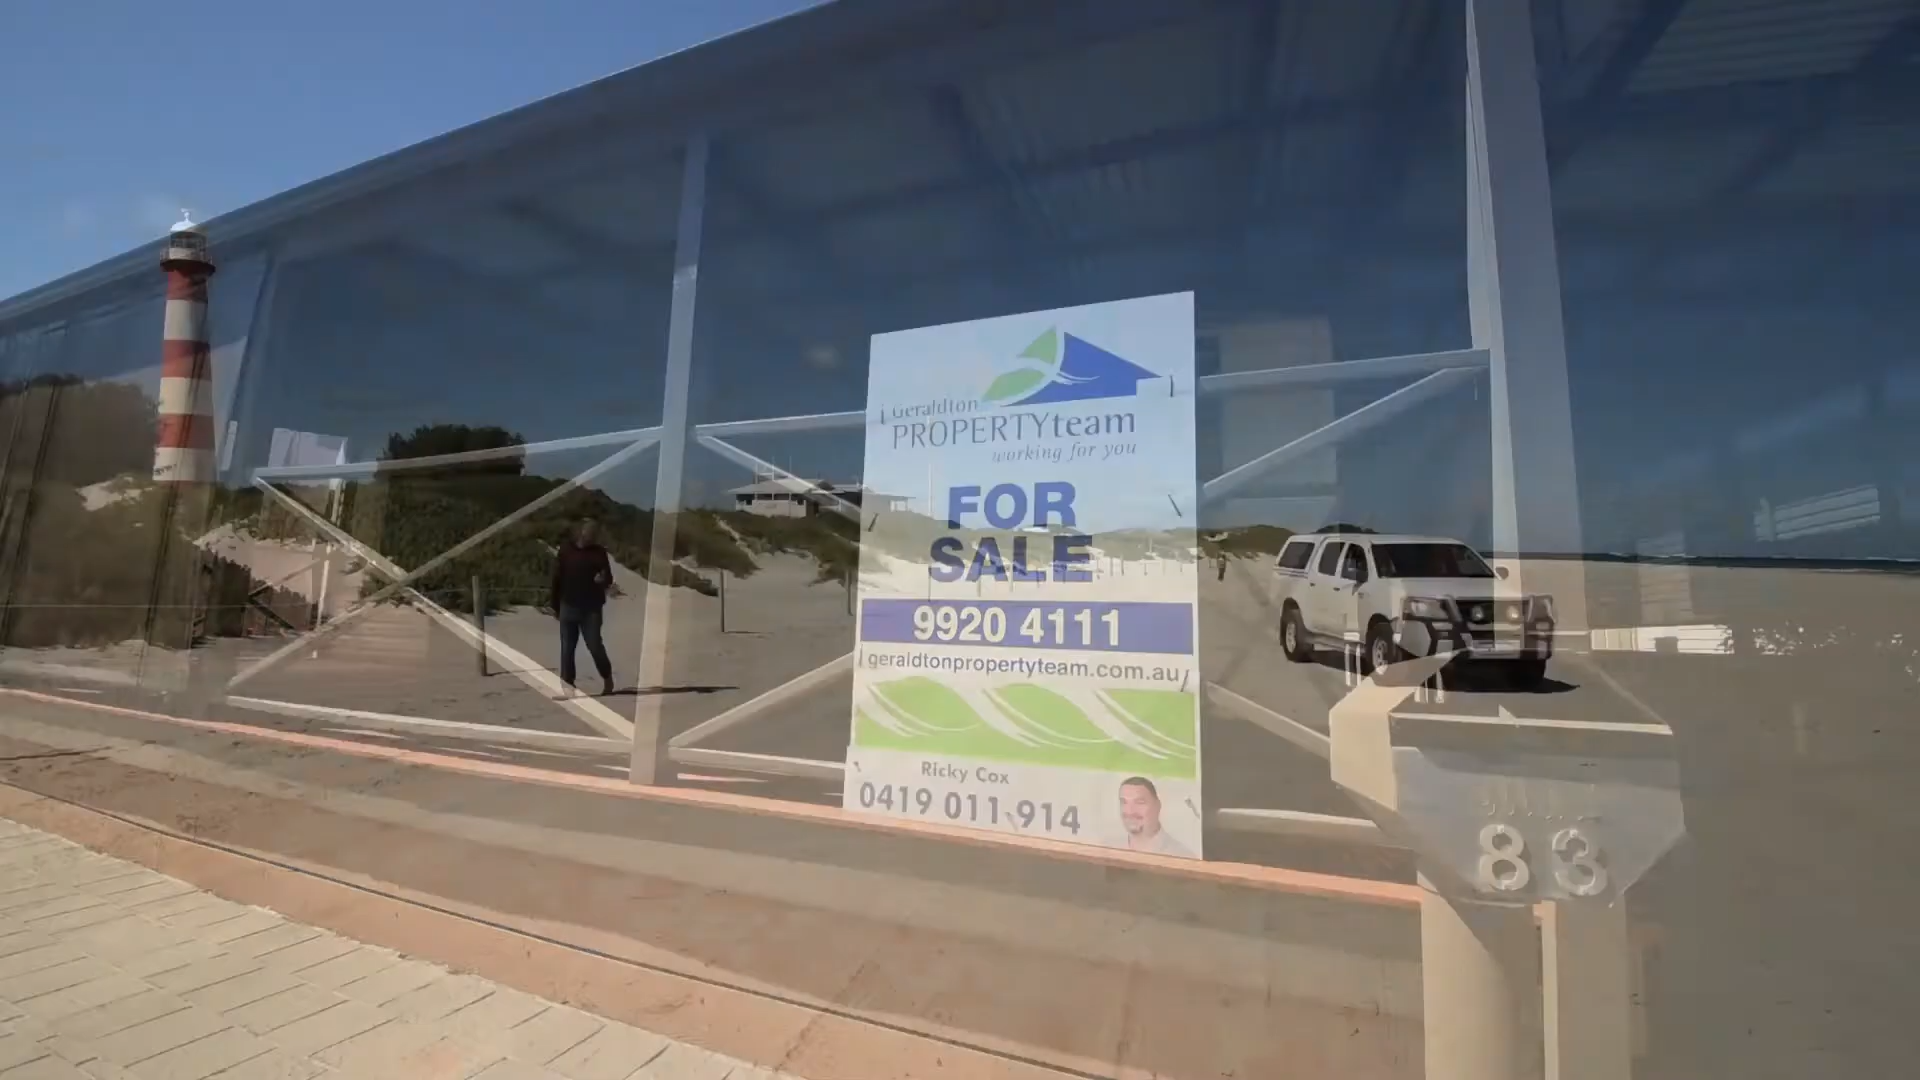 Geraldton
PROPERTYteam
working for you
FOR
SALE
9920 4111
geraldtonpropertyteam.com.au
Ricky Cox
0419 011 914
83